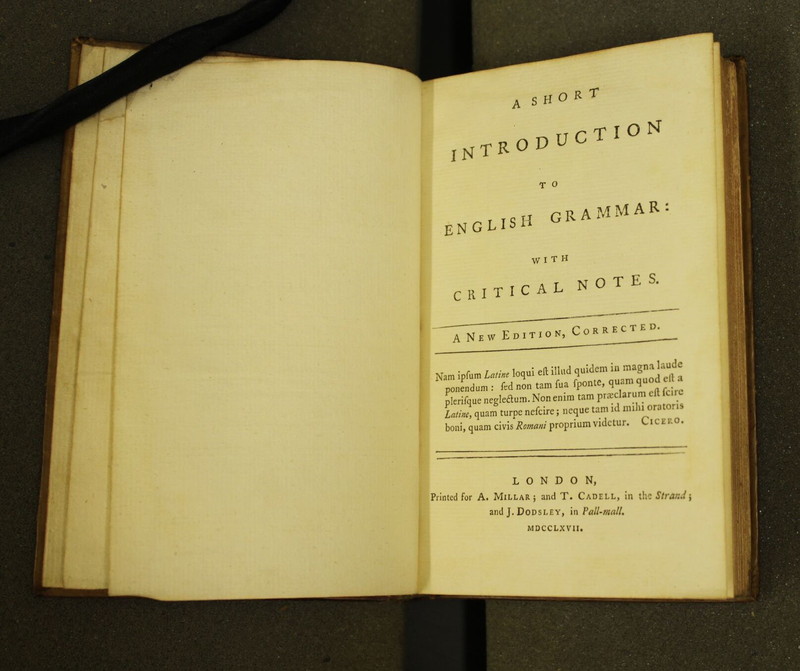 A SHORT
INTRODUCTION
TO
ENGLISH GRAMMAR:
WITH
CRITICAL NOTES.
A NEW EDITION, CORRECTED.
Nam ipſum Latine loqui eſt illud quidem in magna laude
ponendum: ſed non tam ſua ſponte, quam quod eſt a
pleriſque neglectum. Non enim tam præclarum eſt ſcire
Latine, quam turpe neſcire; neque tam id mihi oratoris
boni, quam civis Romani proprium videtur. CICERO.
LONDON,
Printed for A. MILLAR; and T. CADELL, in the Strand;
and J. DODSLEY, in Pall-mall.
MDCCLXVII.